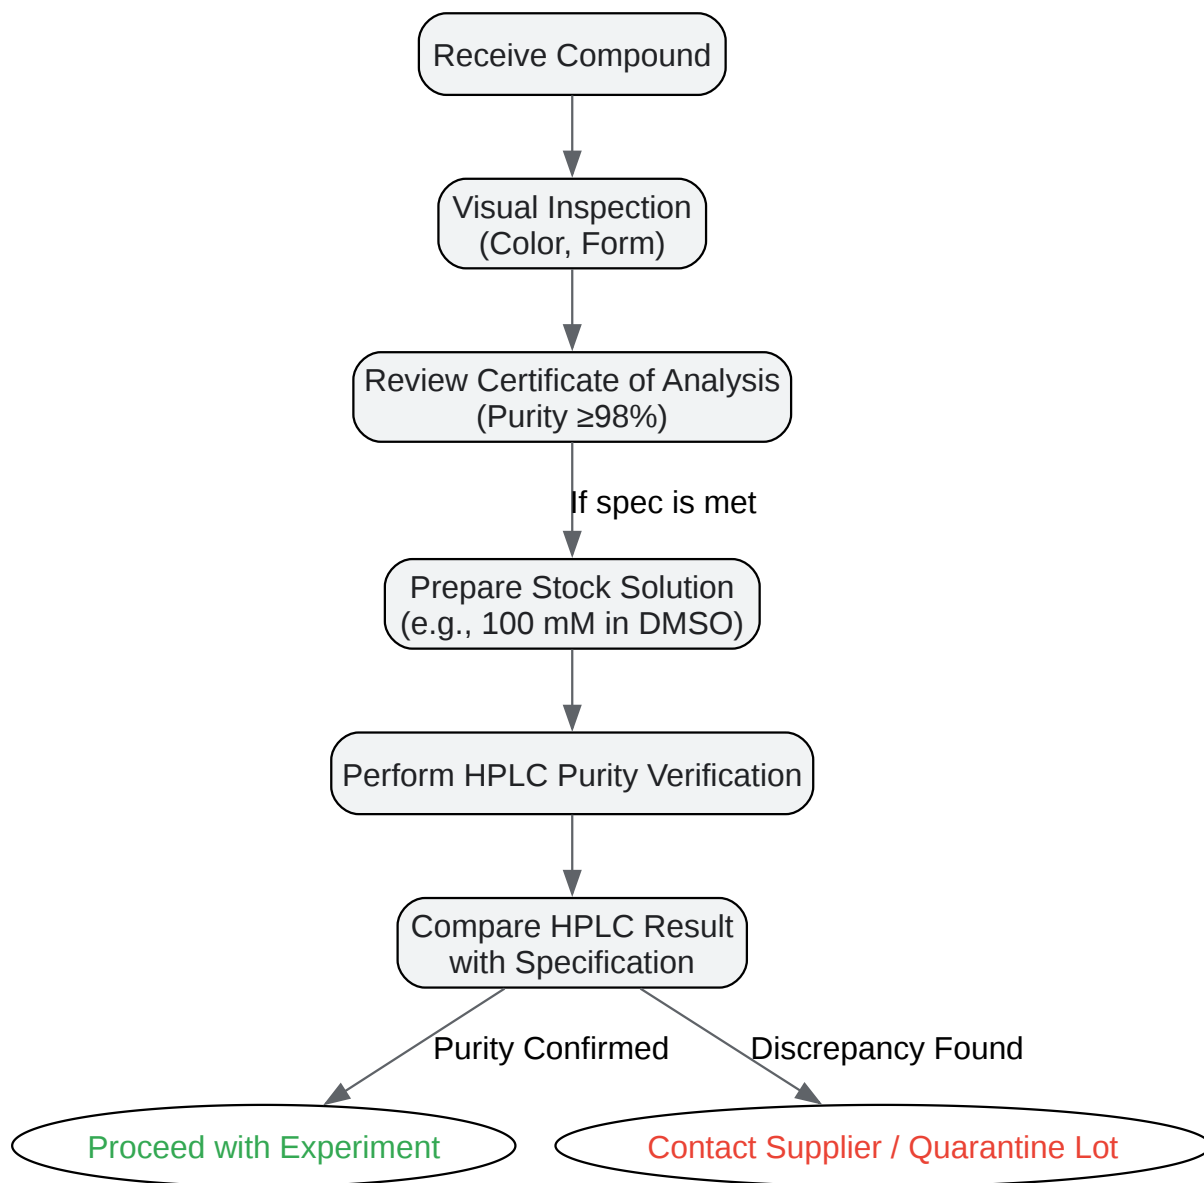 Receive Compound
Visual Inspection
(Color, Form)
Review Certificate of Analysis
(Purity ≥98%)
If spec is met
Prepare Stock Solution
(e.g., 100 mM in DMSO)
Perform HPLC Purity Verification
Compare HPLC Result
with Specification
Purity Confirmed
Discrepancy Found
Proceed with Experiment
Contact Supplier / Quarantine Lot